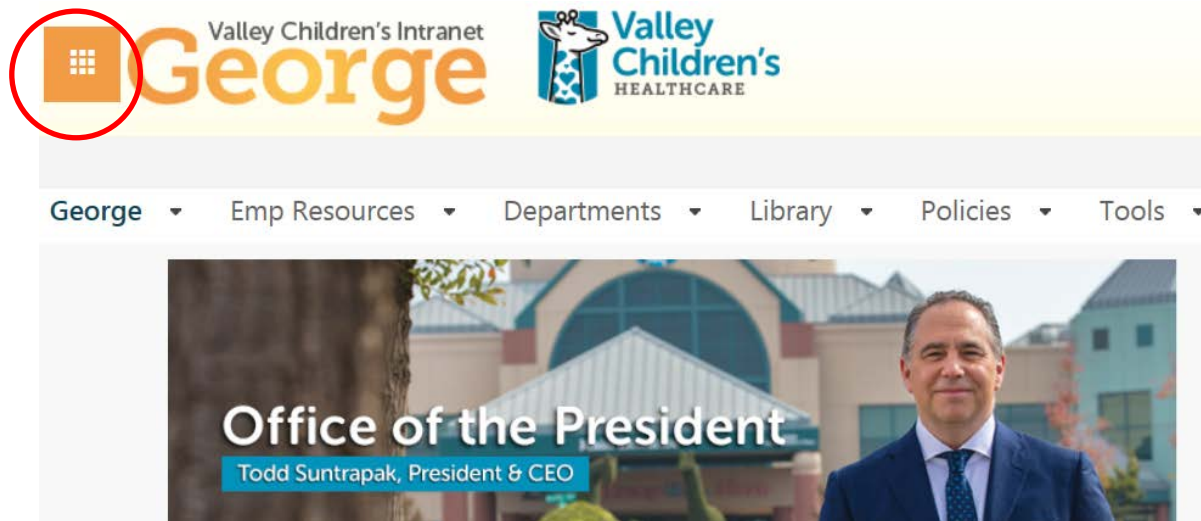 Valley Children's Intranet
George
Valley
Children's
HEALTHCARE
George Emp Resources Departments Library Policies Tools
Office of the President
Todd Suntrapak, President & CEO